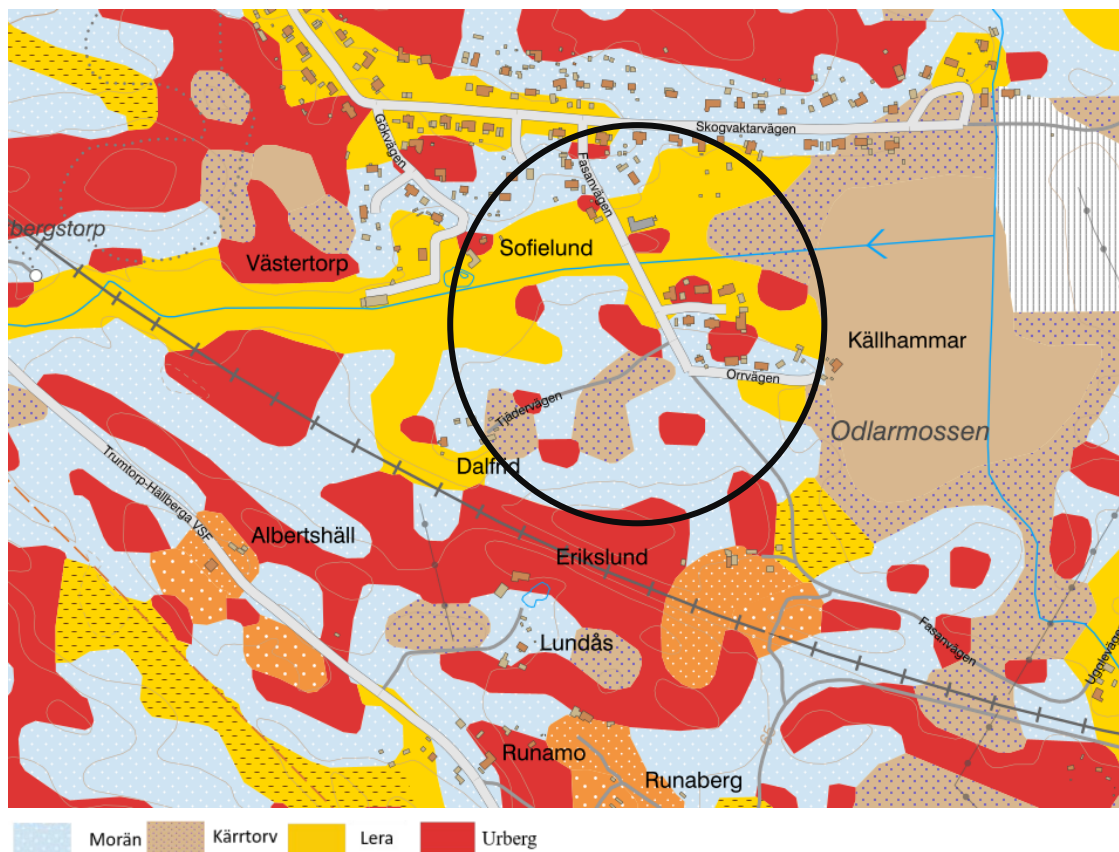 Skogvaktarvägen
Gökvägen
Fasanvägen
bergstorp
Sofielund
Västertorp
Källhammar
Orrvägen
Tjädervägen
Odlarmossen
Dalfrid
Trumtorp-Hällberga VSF
Albertshäll
Erikslund
Fasanvägen
Lundås
Ugglevägen
Runamo
Runaberg
Morän Kärrtorv Lera Urberg